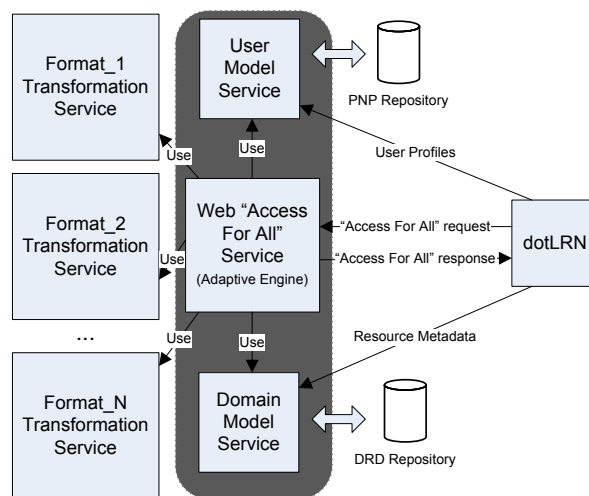 Format_1
Transformation
Service
User
Model
Service
PNP Repository
Use
Use
User Profiles
Format_2
Transformation
Service
Use
Web “Access
For All”
Service
(Adaptive Engine)
“Access For All” request
“Access For All” response
dotLRN
...
Use
Use
Resource Metadata
Format_N
Transformation
Service
Domain
Model
Service
DRD Repository